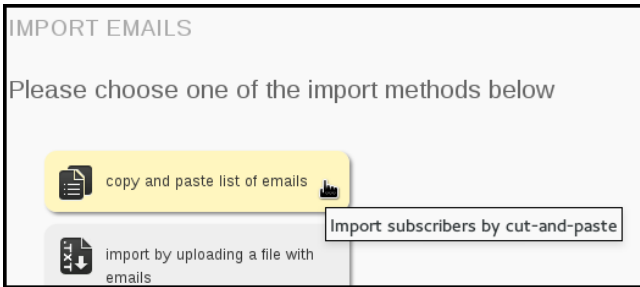 IMPORT EMAILS
Please choose one of the import methods below
copy and paste list of emails
Import subscribers by cut-and-paste
import by uploading a file with
emails